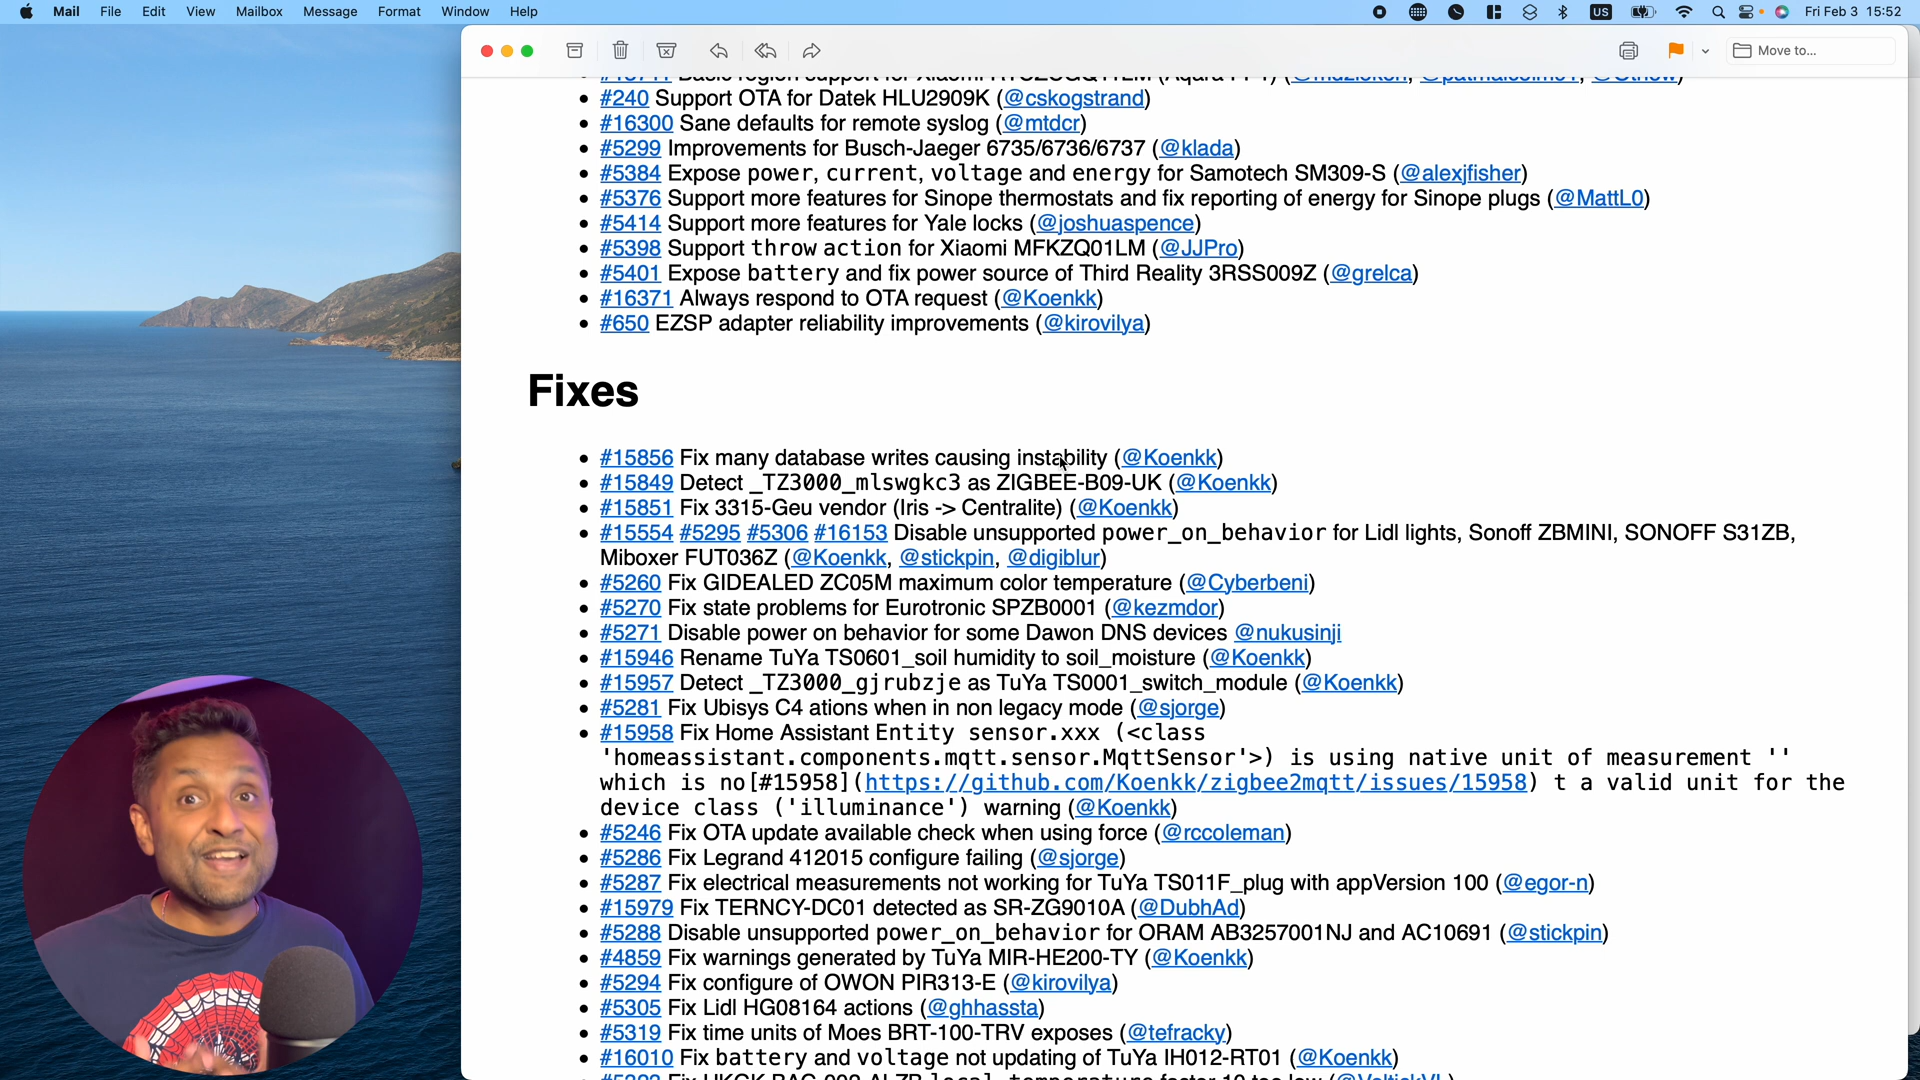 Mail File Edit View Mailbox Message Format Window Help US Fri Feb 3 15:52
Move to...
#240 Support OTA for Datek HLU2909K (@cskogstrand)
#16300 Sane defaults for remote syslog (@mtdcr)
#5299 Improvements for Busch-Jaeger 6735/6736/6737 (@klada)
#5384 Expose power, current, voltage and energy for Samotech SM309-S (@alexjfisher)
#5376 Support more features for Sinope thermostats and fix reporting of energy for Sinope plugs (@MattL0)
#5414 Support more features for Yale locks (@joshuaspence)
#5398 Support throw action for Xiaomi MFKZQ01LM (@JJPro)
#5401 Expose battery and fix power source of Third Reality 3RSS009Z (@grelca)
#16371 Always respond to OTA request (@Koenkk)
#650 EZSP adapter reliability improvements (@kirovilya)
Fixes
#15856 Fix many database writes causing instability (@Koenkk)
#15849 Detect _TZ3000_mlswgkc3 as ZIGBEE-B09-UK (@Koenkk)
#15851 Fix 3315-Geu vendor (Iris -> Centralite) (@Koenkk)
#15554 #5295 #5306 #16153 Disable unsupported power_on_behavior for Lidl lights, Sonoff ZBMINI, SONOFF S31ZB,
Miboxer FUT036Z (@Koenkk, @stickpin, @digiblur)
#5260 Fix GIDEALED ZC05M maximum color temperature (@Cyberbeni)
#5270 Fix state problems for Eurotronic SPZB0001 (@kezmdor)
#5271 Disable power on behavior for some Dawon DNS devices @nukusinji
#15946 Rename TuYa TS0601_soil humidity to soil_moisture (@Koenkk)
#15957 Detect _TZ3000_gjrubzje as TuYa TS0001_switch_module (@Koenkk)
#5281 Fix Ubisys C4 ations when in non legacy mode (@sjorge)
#15958 Fix Home Assistant Entity sensor.xxx (<class
'homeassistant.components.mqtt.sensor.MqttSensor'>) is using native unit of measurement ''
which is no[#15958](https://github.com/Koenkk/zigbee2mqtt/issues/15958) t a valid unit for the
device class ('illuminance') warning (@Koenkk)
#5246 Fix OTA update available check when using force (@rccoleman)
#5286 Fix Legrand 412015 configure failing (@sjorge)
#5287 Fix electrical measurements not working for TuYa TS011F_plug with appVersion 100 (@egor-n)
#15979 Fix TERNCY-DC01 detected as SR-ZG9010A (@DubhAd)
#5288 Disable unsupported power_on_behavior for ORAM AB3257001NJ and AC10691 (@stickpin)
#4859 Fix warnings generated by TuYa MIR-HE200-TY (@Koenkk)
#5294 Fix configure of OWON PIR313-E (@kirovilya)
#5305 Fix Lidl HG08164 actions (@ghhassta)
#5319 Fix time units of Moes BRT-100-TRV exposes (@tefracky)
#16010 Fix battery and voltage not updating of TuYa IH012-RT01 (@Koenkk)